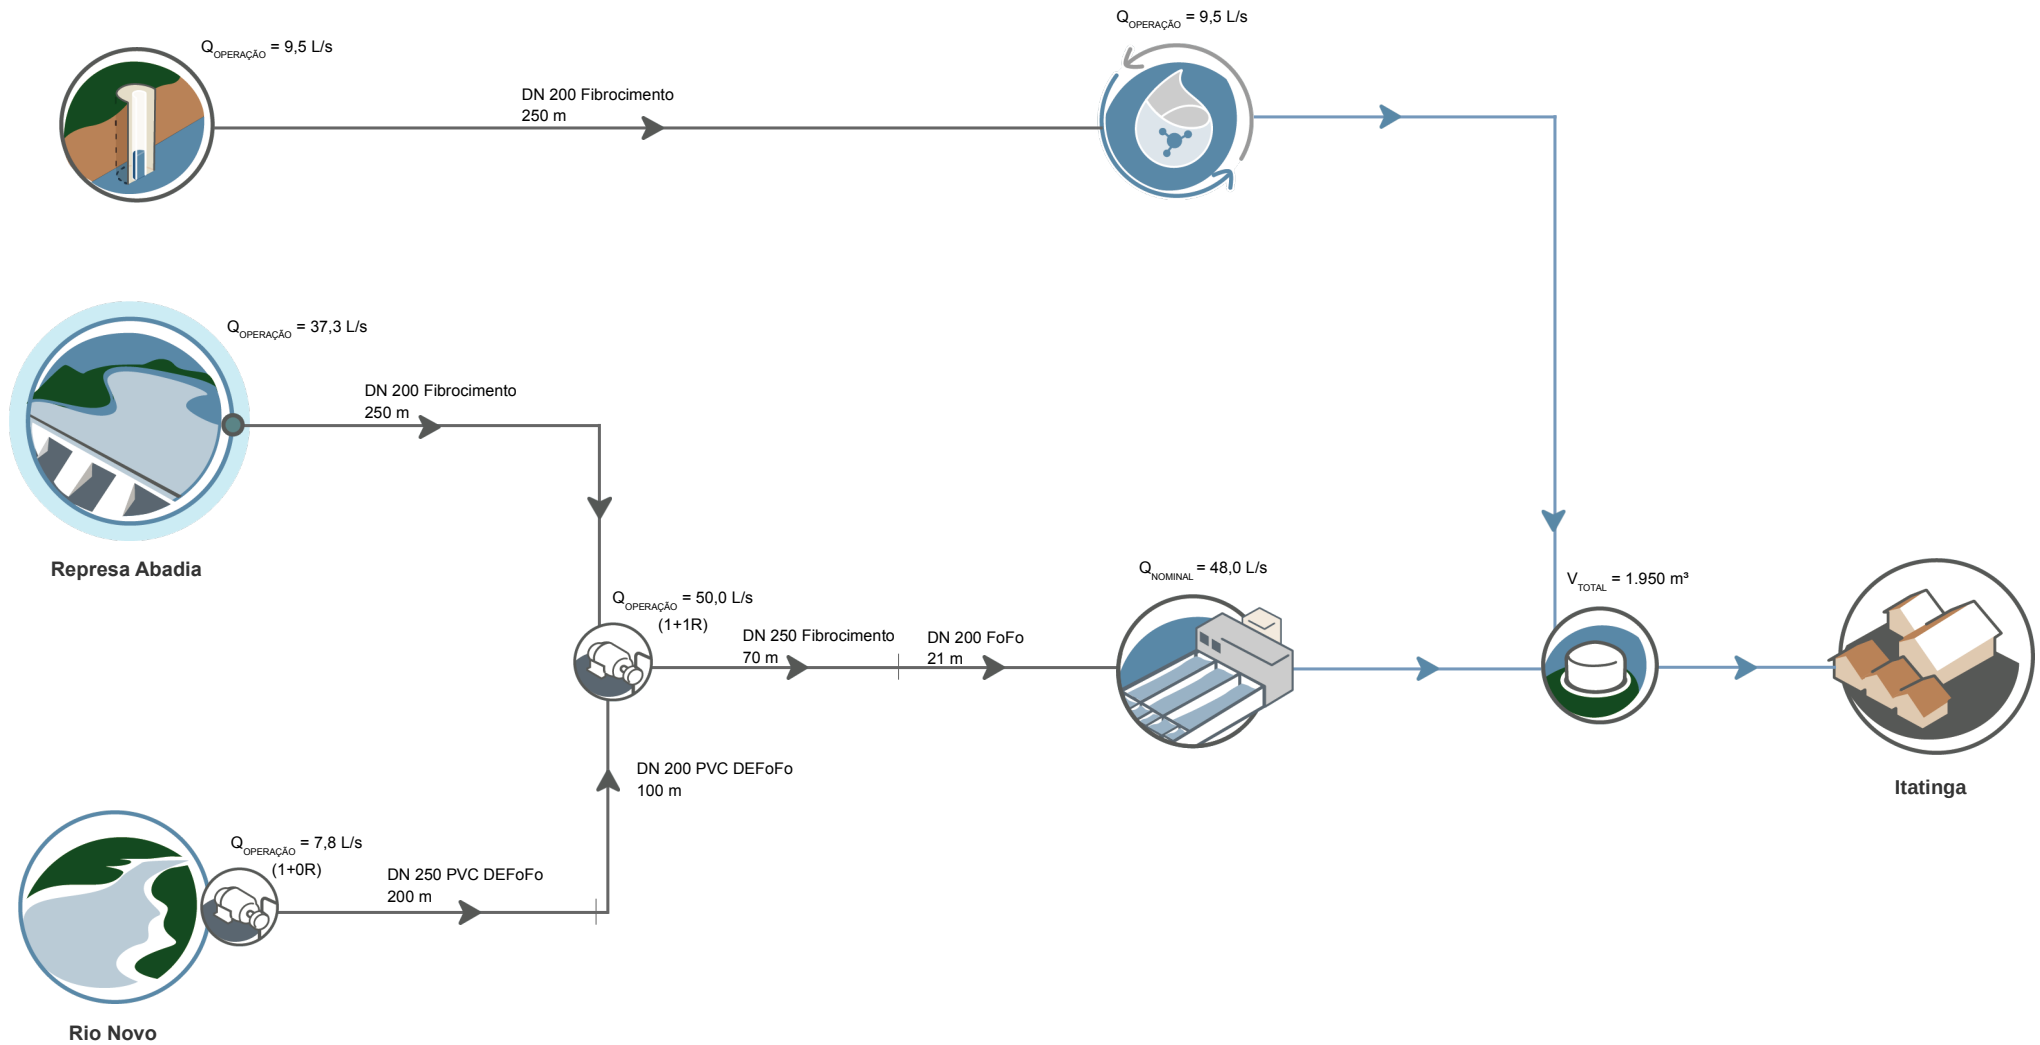 Q OPERAÇÃO = 9,5 L/s
Q OPERAÇÃO = 9,5 L/s
DN 200 Fibrocimento
250 m
Q OPERAÇÃO = 37,3 L/s
DN 200 Fibrocimento
250 m
Represa Abadia
Q OPERAÇÃO = 50,0 L/s
(1+1R)
DN 250 Fibrocimento
70 m
DN 200 FoFo
21 m
Q NOMINAL = 48,0 L/s
V TOTAL = 1.950 m³
Itatinga
DN 200 PVC DEFoFo
100 m
Q OPERAÇÃO = 7,8 L/s
(1+0R)
DN 250 PVC DEFoFo
200 m
Rio Novo